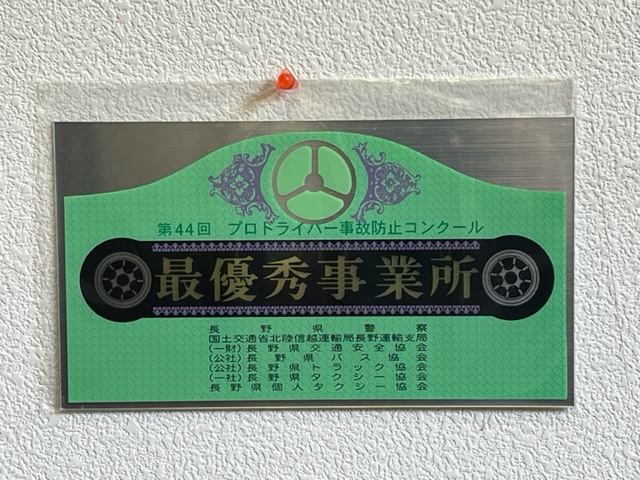 第44回 プロドライバー事故防止コンクール
最優秀事業所
長野県警察
国土交通省北陸信越運輸局長野運輸支局
(一財)長野県交通安全協会
(公社)長野県バス協会
(公社)長野県トラック協会
(一社)長野県タクシー協会
長野県個人タクシー協会